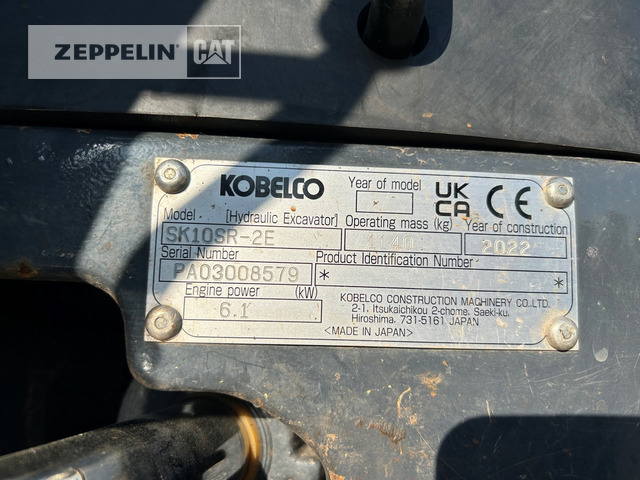 ZEPPELIN CAT
KOBELCO
Year of model
UK
CA
CE
Model [Hydraulic Excavator] Operating mass (kg) Year of construction
SK10SR-2E 1140 2022
Serial Number Product Identification Number
PA03008579 * *
Engine power (kW)
6.1
KOBELCO CONSTRUCTION MACHINERY CO., LTD.
2-1, Itsukaichikou 2-chome, Saeki-ku,
Hiroshima, 731-5161 JAPAN
<MADE IN JAPAN>